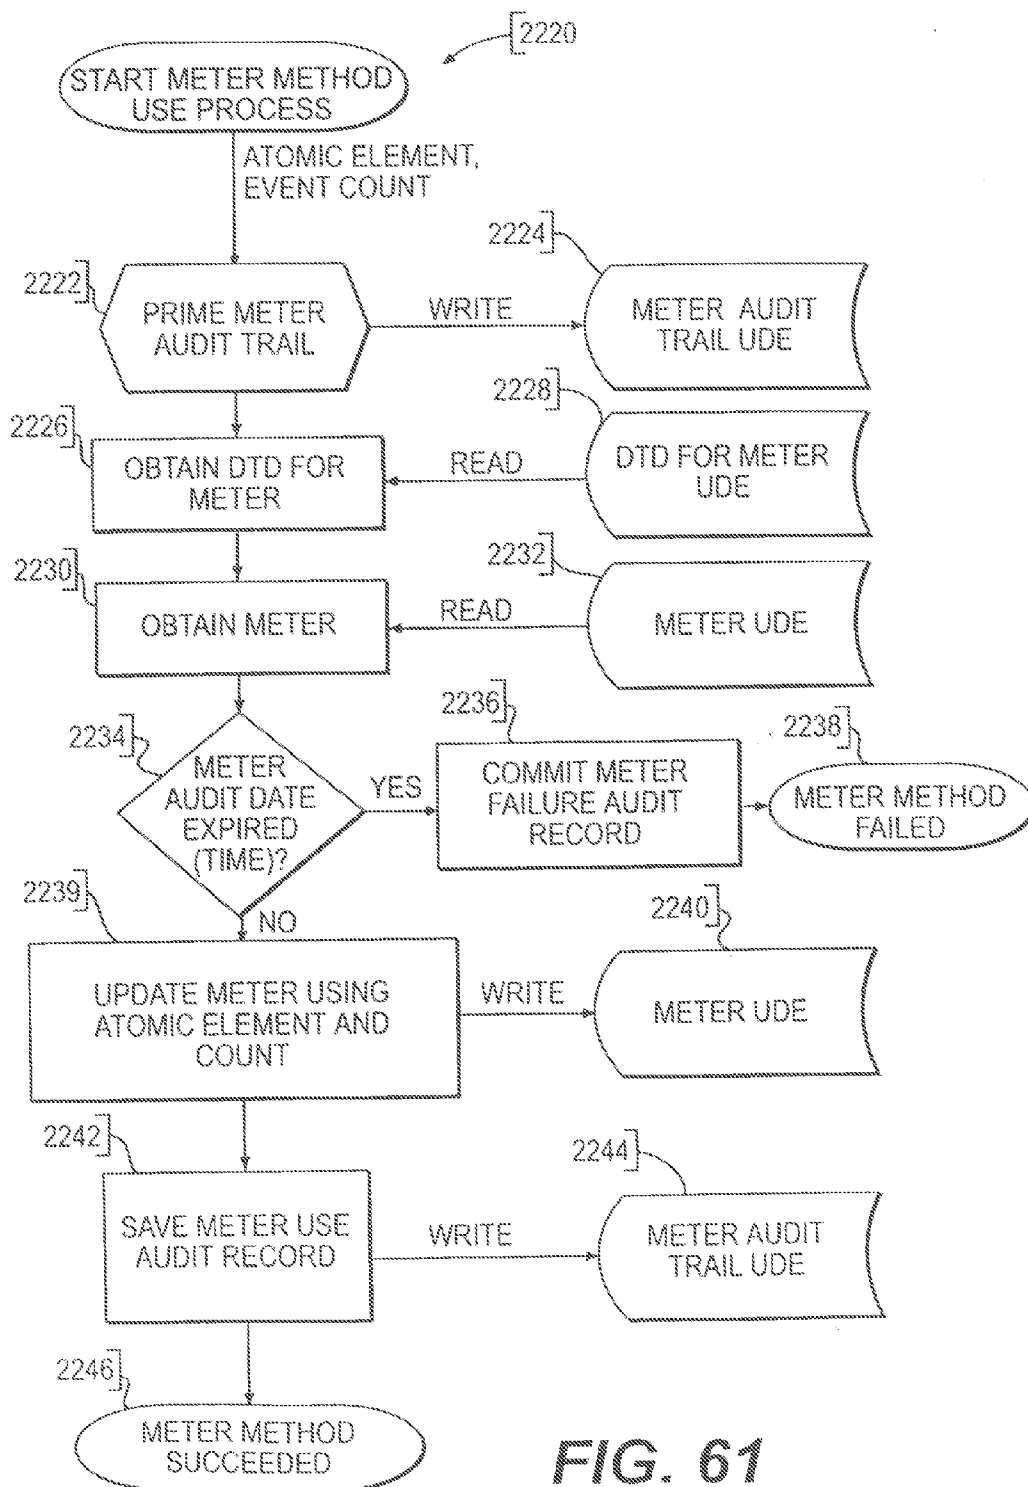 2220
START METER METHOD
USE PROCESS
ATOMIC ELEMENT,
EVENT COUNT
2222
PRIME METER
AUDIT TRAIL
WRITE
2224
METER AUDIT
TRAIL UDE
2226
OBTAIN DTD FOR
METER
READ
2228
DTD FOR METER
UDE
2230
OBTAIN METER
READ
2232
METER UDE
2234
METER
AUDIT DATE
EXPIRED
(TIME)?
YES
2236
COMMIT METER
FAILURE AUDIT
RECORD
2238
METER METHOD
FAILED
NO
2239
UPDATE METER USING
ATOMIC ELEMENT AND
COUNT
WRITE
2240
METER UDE
2242
SAVE METER USE
AUDIT RECORD
WRITE
2244
METER AUDIT
TRAIL UDE
2246
METER METHOD
SUCCEEDED
FIG. 61